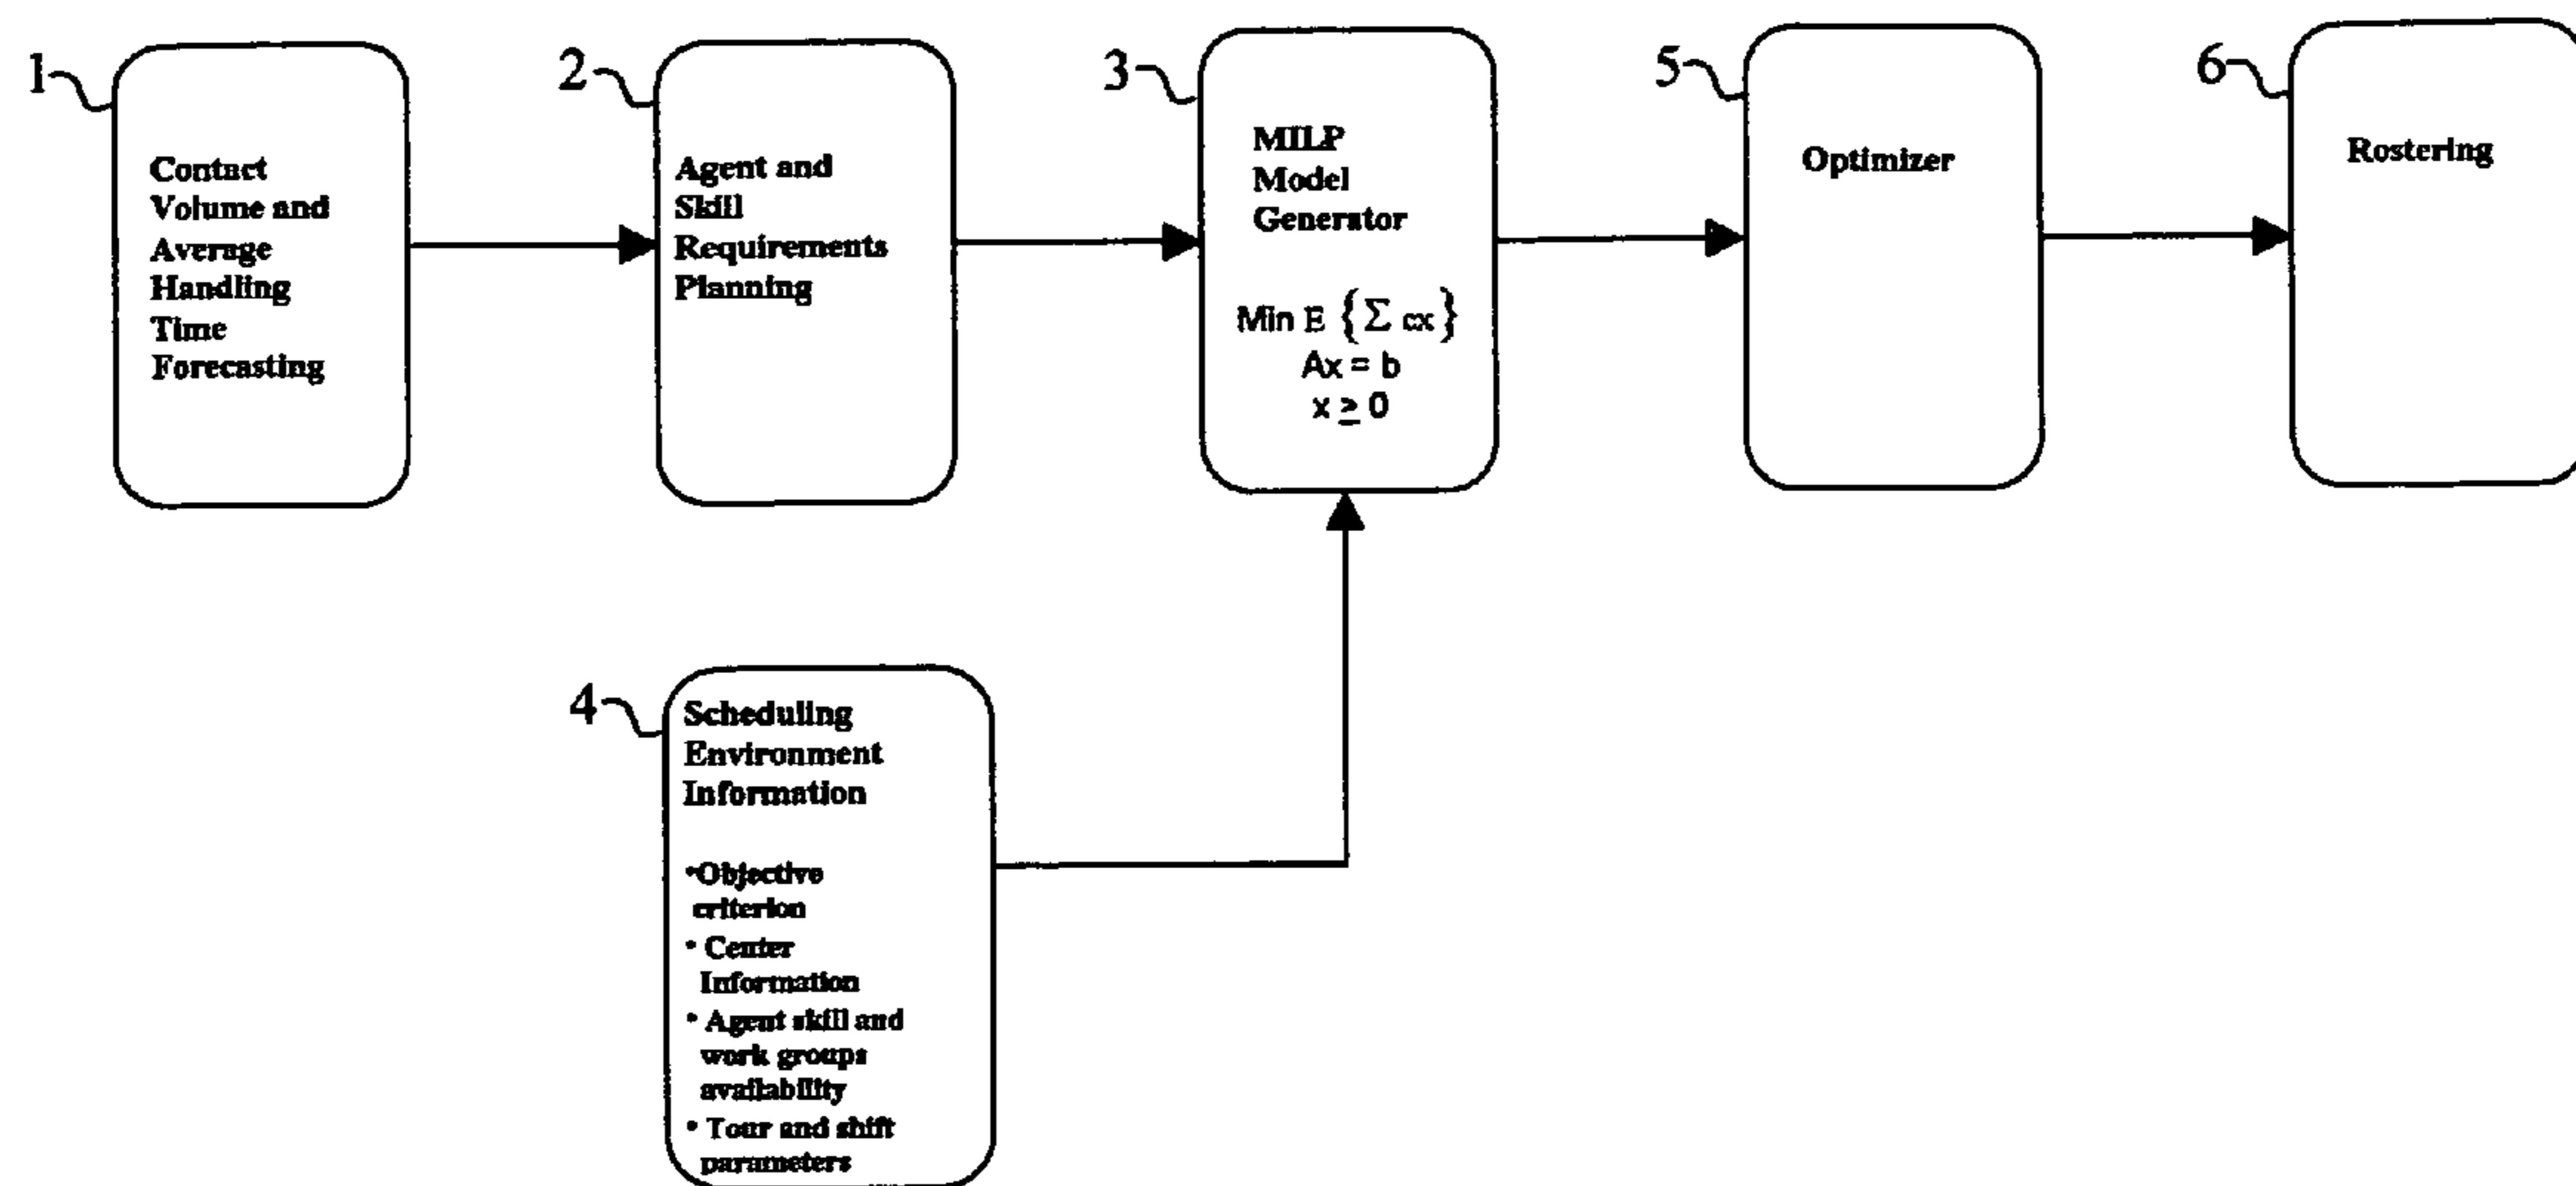 1
Contact
Volume and
Average
Handling
Time
Forecasting
2
Agent and
Skill
Requirements
Planning
3
MILP
Model
Generator
Min E { Σ cx }
Ax = b
x ≥ 0
5
Optimizer
6
Rostering
4
Scheduling
Environment
Information
•Objective
criterion
• Center
Information
• Agent skill and
work groups
availability
• Tour and shift
parameters